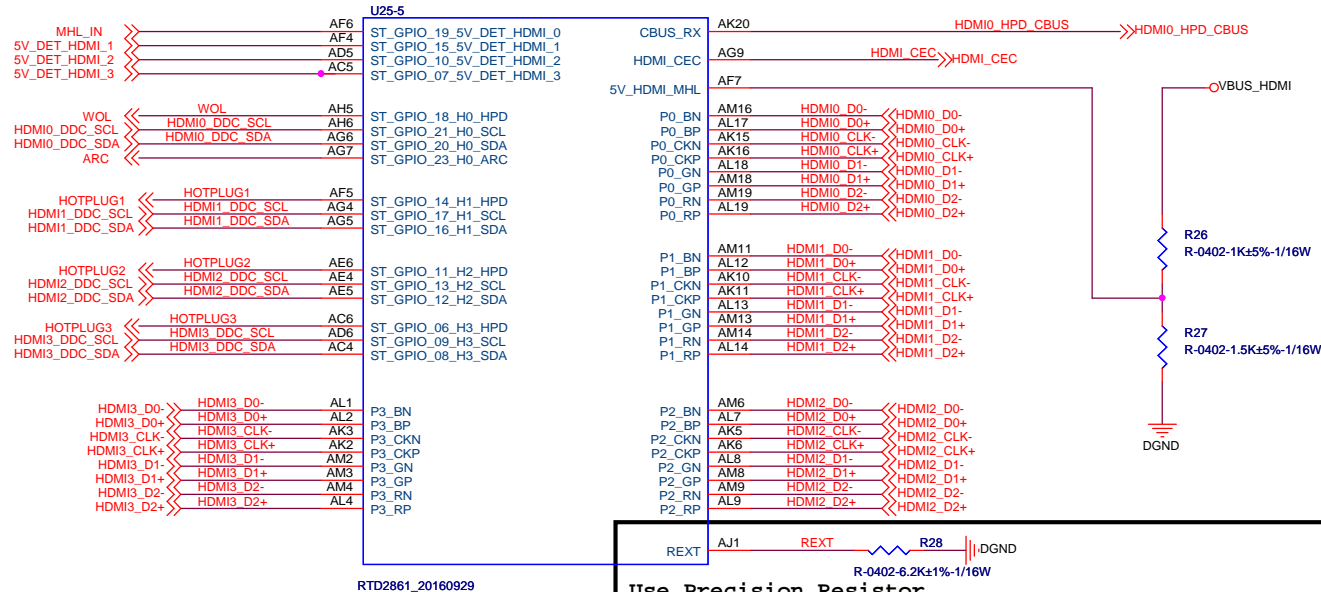 U25-5
MHL_IN AF6 ST_GPIO_19_5V_DET_HDMI_0
5V_DET_HDMI_1 AF4 ST_GPIO_15_5V_DET_HDMI_1
5V_DET_HDMI_2 AD5 ST_GPIO_10_5V_DET_HDMI_2
5V_DET_HDMI_3 AC5 ST_GPIO_07_5V_DET_HDMI_3
WOL WOL AH5 ST_GPIO_18_H0_HPD
HDMI0_DDC_SCL HDMI0_DDC_SCL AH6 ST_GPIO_21_H0_SCL
HDMI0_DDC_SDA HDMI0_DDC_SDA AG6 ST_GPIO_20_H0_SDA
ARC AG7 ST_GPIO_23_H0_ARC
HOTPLUG1 HOTPLUG1 AF5 ST_GPIO_14_H1_HPD
HDMI1_DDC_SCL HDMI1_DDC_SCL AG4 ST_GPIO_17_H1_SCL
HDMI1_DDC_SDA HDMI1_DDC_SDA AG5 ST_GPIO_16_H1_SDA
HOTPLUG2 HOTPLUG2 AE6 ST_GPIO_11_H2_HPD
HDMI2_DDC_SCL HDMI2_DDC_SCL AE4 ST_GPIO_13_H2_SCL
HDMI2_DDC_SDA HDMI2_DDC_SDA AE5 ST_GPIO_12_H2_SDA
HOTPLUG3 HOTPLUG3 AC6 ST_GPIO_06_H3_HPD
HDMI3_DDC_SCL HDMI3_DDC_SCL AD6 ST_GPIO_09_H3_SCL
HDMI3_DDC_SDA HDMI3_DDC_SDA AC4 ST_GPIO_08_H3_SDA
HDMI3_D0- HDMI3_D0- AL1 P3_BN
HDMI3_D0+ HDMI3_D0+ AL2 P3_BP
HDMI3_CLK- HDMI3_CLK- AK3 P3_CKN
HDMI3_CLK+ HDMI3_CLK+ AK2 P3_CKP
HDMI3_D1- HDMI3_D1- AM2 P3_GN
HDMI3_D1+ HDMI3_D1+ AM3 P3_GP
HDMI3_D2- HDMI3_D2- AM4 P3_RN
HDMI3_D2+ HDMI3_D2+ AL4 P3_RP
CBUS_RX AK20 HDMI0_HPD_CBUS HDMI0_HPD_CBUS
HDMI_CEC AG9 HDMI_CEC HDMI_CEC
5V_HDMI_MHL AF7
VBUS_HDMI
P0_BN AM16 HDMI0_D0- HDMI0_D0-
P0_BP AL17 HDMI0_D0+ HDMI0_D0+
P0_CKN AK15 HDMI0_CLK- HDMI0_CLK-
P0_CKP AK16 HDMI0_CLK+ HDMI0_CLK+
P0_GN AL18 HDMI0_D1- HDMI0_D1-
P0_GP AM18 HDMI0_D1+ HDMI0_D1+
P0_RN AM19 HDMI0_D2- HDMI0_D2-
P0_RP AL19 HDMI0_D2+ HDMI0_D2+
P1_BN AM11 HDMI1_D0- HDMI1_D0-
P1_BP AL12 HDMI1_D0+ HDMI1_D0+
P1_CKN AK10 HDMI1_CLK- HDMI1_CLK-
P1_CKP AK11 HDMI1_CLK+ HDMI1_CLK+
P1_GN AL13 HDMI1_D1- HDMI1_D1-
P1_GP AM13 HDMI1_D1+ HDMI1_D1+
P1_RN AM14 HDMI1_D2- HDMI1_D2-
P1_RP AL14 HDMI1_D2+ HDMI1_D2+
P2_BN AM6 HDMI2_D0- HDMI2_D0-
P2_BP AL7 HDMI2_D0+ HDMI2_D0+
P2_CKN AK5 HDMI2_CLK- HDMI2_CLK-
P2_CKP AK6 HDMI2_CLK+ HDMI2_CLK+
P2_GN AL8 HDMI2_D1- HDMI2_D1-
P2_GP AM8 HDMI2_D1+ HDMI2_D1+
P2_RN AM9 HDMI2_D2- HDMI2_D2-
P2_RP AL9 HDMI2_D2+ HDMI2_D2+
R26
R-0402-1K±5%-1/16W
R27
R-0402-1.5K±5%-1/16W
DGND
REXT AJ1 REXT R28 DGND
R-0402-6.2K±1%-1/16W
RTD2861_20160929
Use Precision Resistor